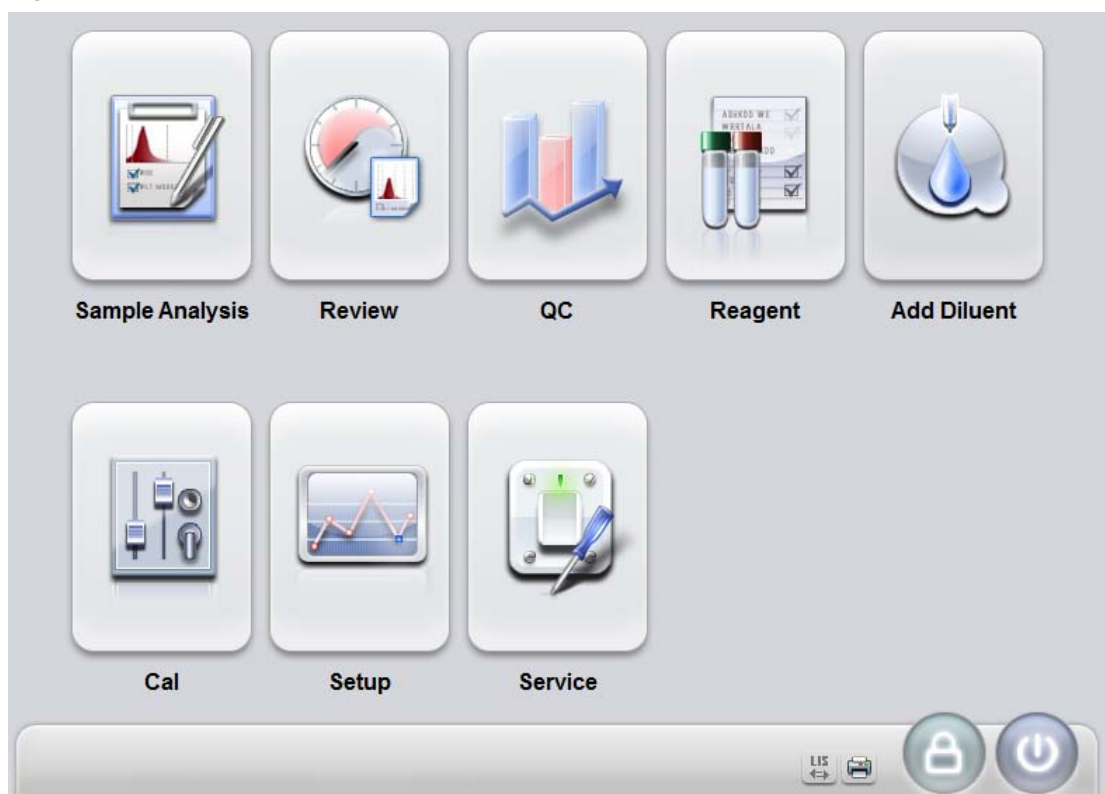 Sample Analysis
Review
QC
Reagent
Add Diluent
Cal
Setup
Service
LIS